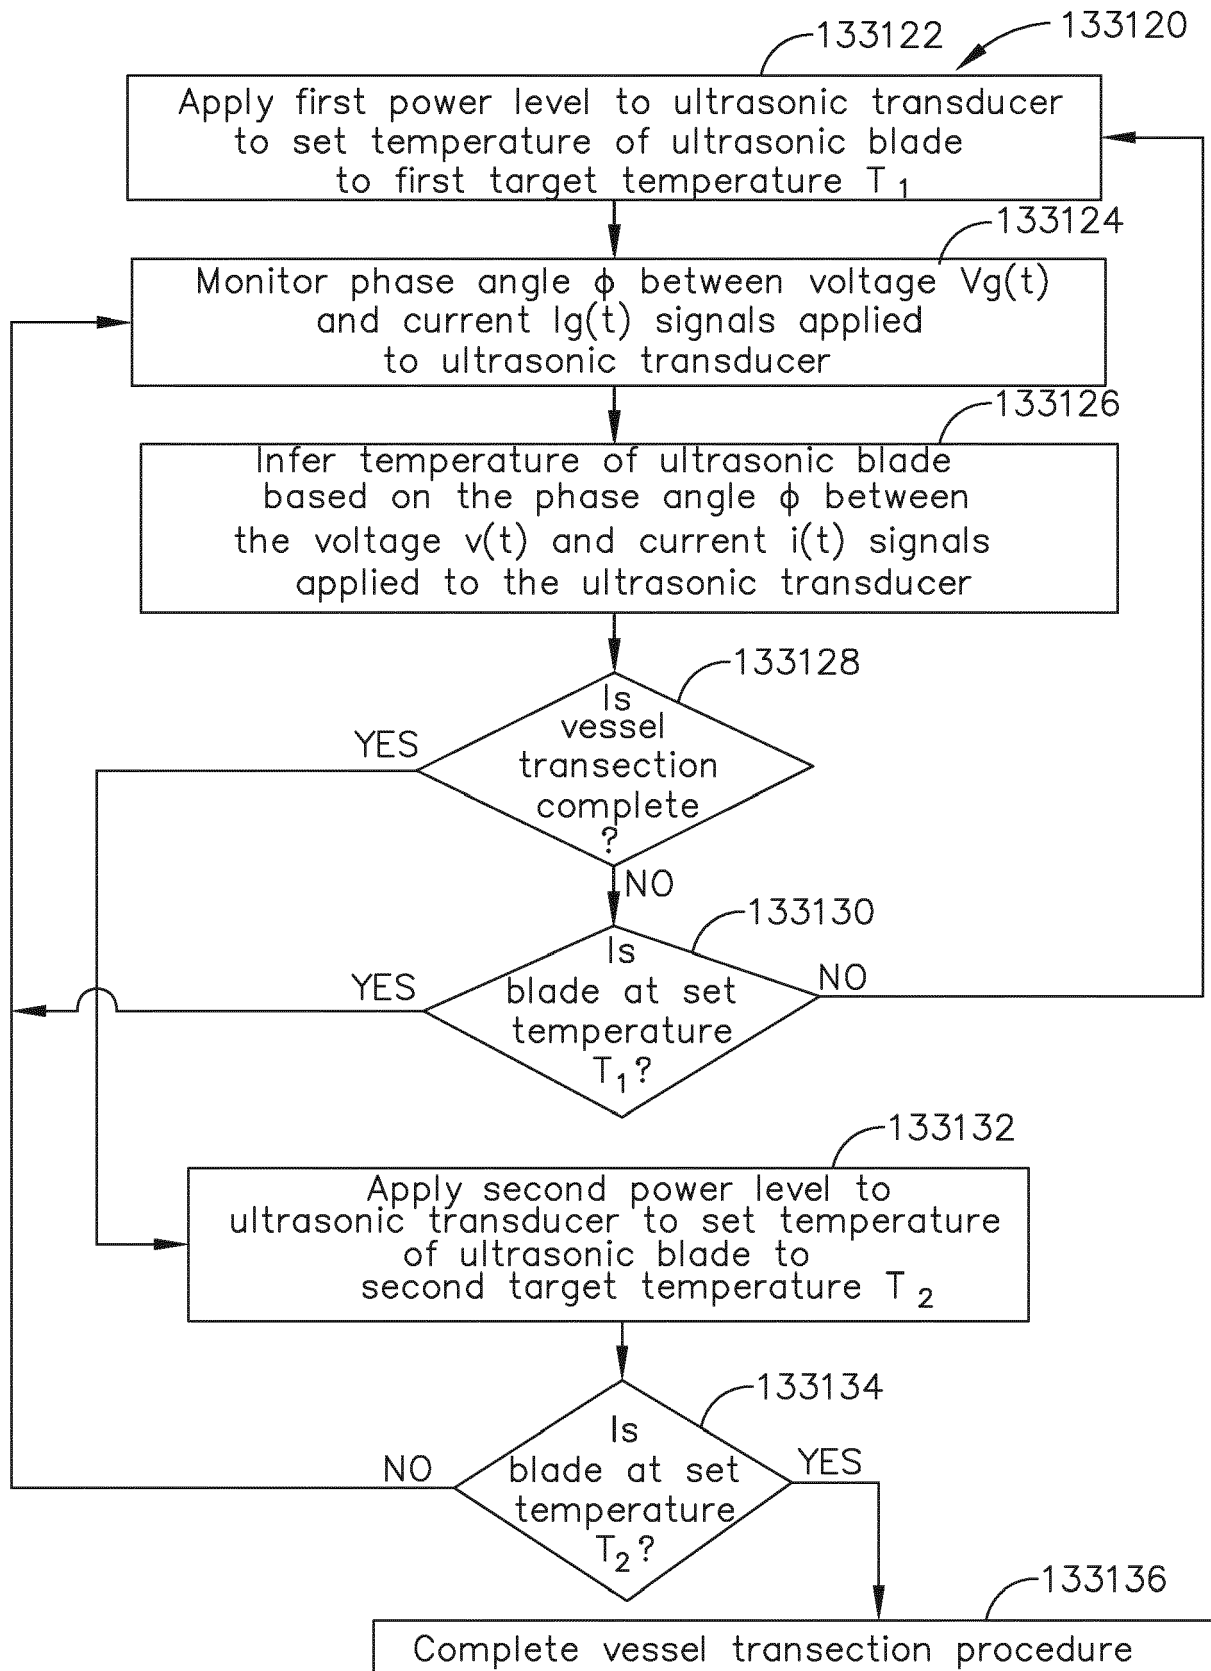 133122
133120
Apply first power level to ultrasonic transducer
to set temperature of ultrasonic blade
to first target temperature T 1
133124
Monitor phase angle ϕ between voltage Vg(t)
and current Ig(t) signals applied
to ultrasonic transducer
133126
Infer temperature of ultrasonic blade
based on the phase angle ϕ between
the voltage v(t) and current i(t) signals
applied to the ultrasonic transducer
133128
Is
vessel
transection
complete
?
YES
NO
133130
Is
blade at set
temperature
T1?
YES
NO
133132
Apply second power level to
ultrasonic transducer to set temperature
of ultrasonic blade to
second target temperature T 2
133134
Is
blade at set
temperature
T2?
NO
YES
133136
Complete vessel transection procedure